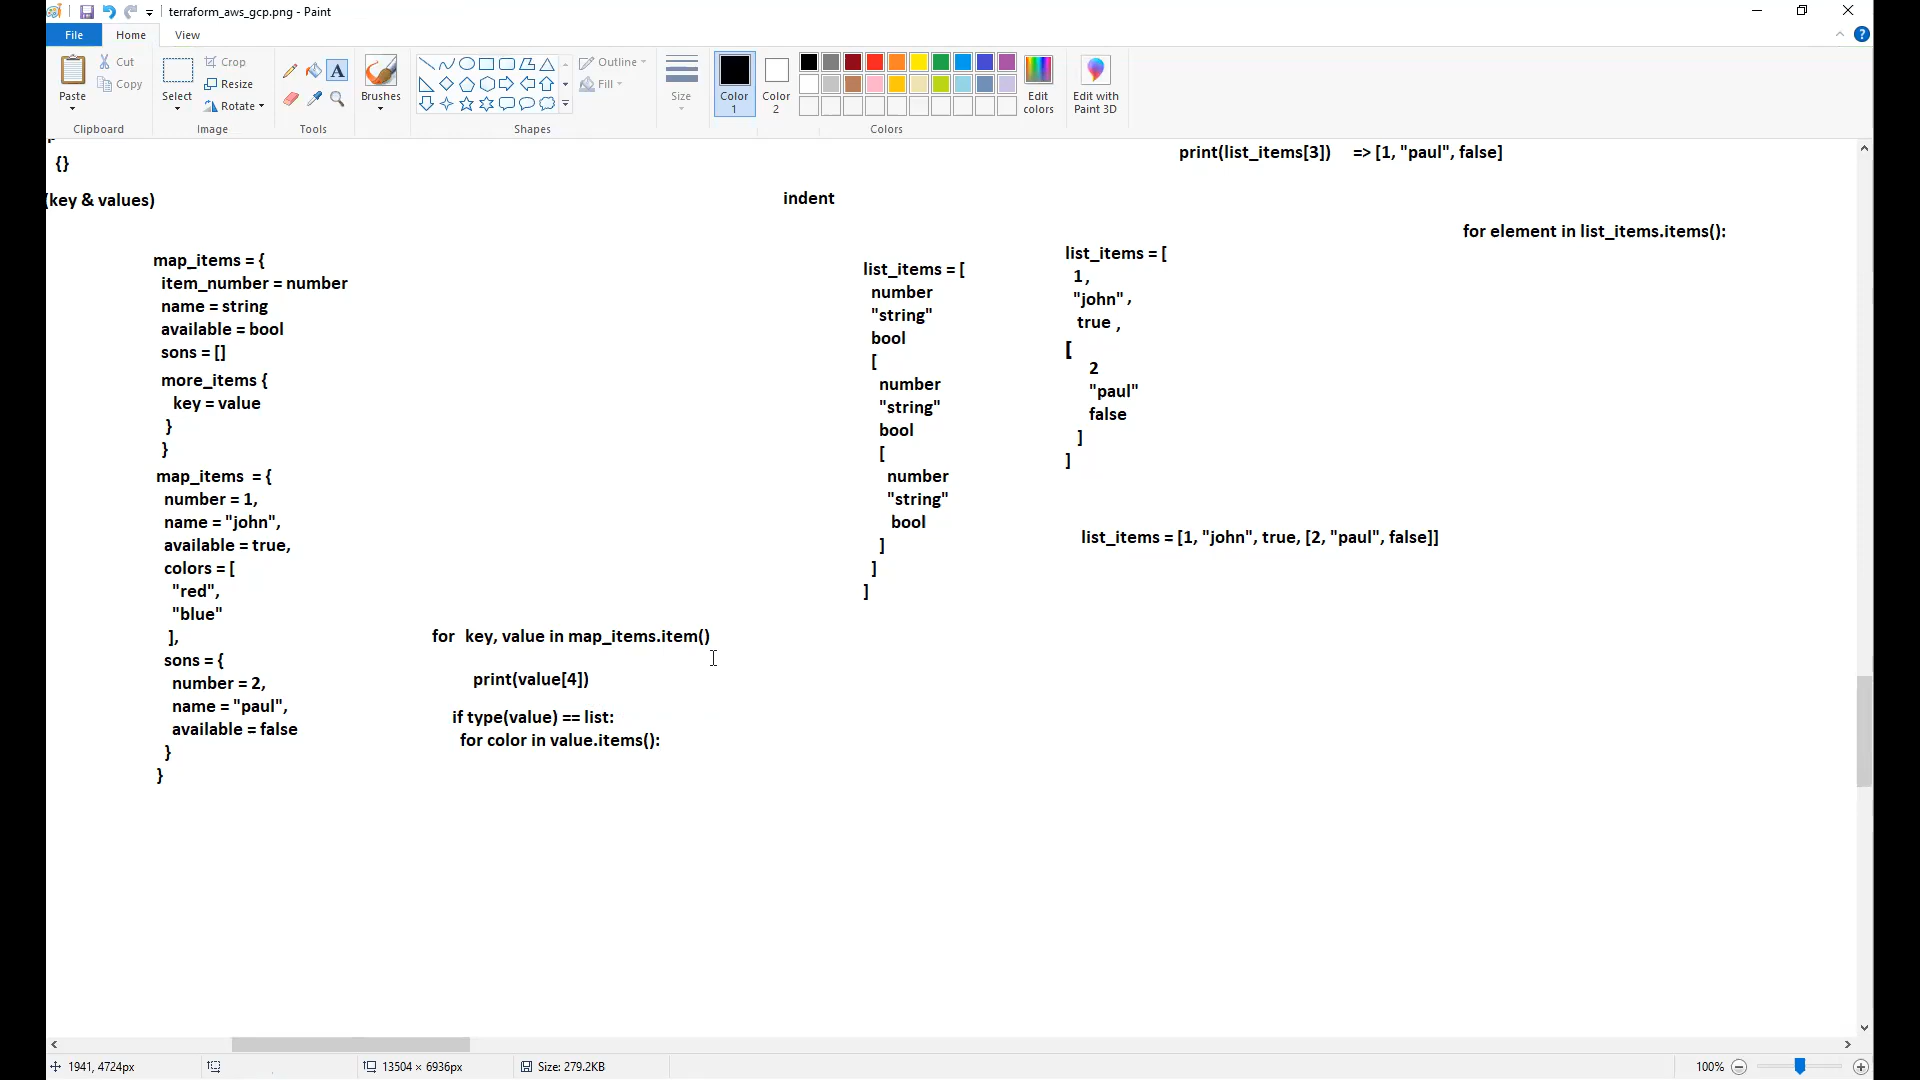 terraform_aws_gcp.png - Paint
File
Home
View
Paste
Cut
Copy
Clipboard
Select
Crop
Resize
Rotate
Image
A
Tools
Brushes
Shapes
Outline
Fill
Size
Color
1
Color
2
Edit
colors
Colors
Edit with
Paint 3D
{}
(key & values)
map_items = {
item_number = number
name = string
available = bool
sons = []
more_items {
key = value
}
}
map_items  = {
number = 1,
name = "john",
available = true,
colors = [
"red",
"blue"
],
sons = {
number = 2,
name = "paul",
available = false
}
}
for  key, value in map_items.item()
print(value[4])
if type(value) == list:
for color in value.items():
indent
list_items = [
number
"string"
bool
[
number
"string"
bool
[
number
"string"
bool
]
]
]
print(list_items[3])    => [1, "paul", false]
list_items = [
1 ,
"john" ,
true ,
[
2
"paul"
false
]
]
list_items = [1, "john", true, [2, "paul", false]]
for element in list_items.items():
1941, 4724px
13504 × 6936px
Size: 279.2KB
100%